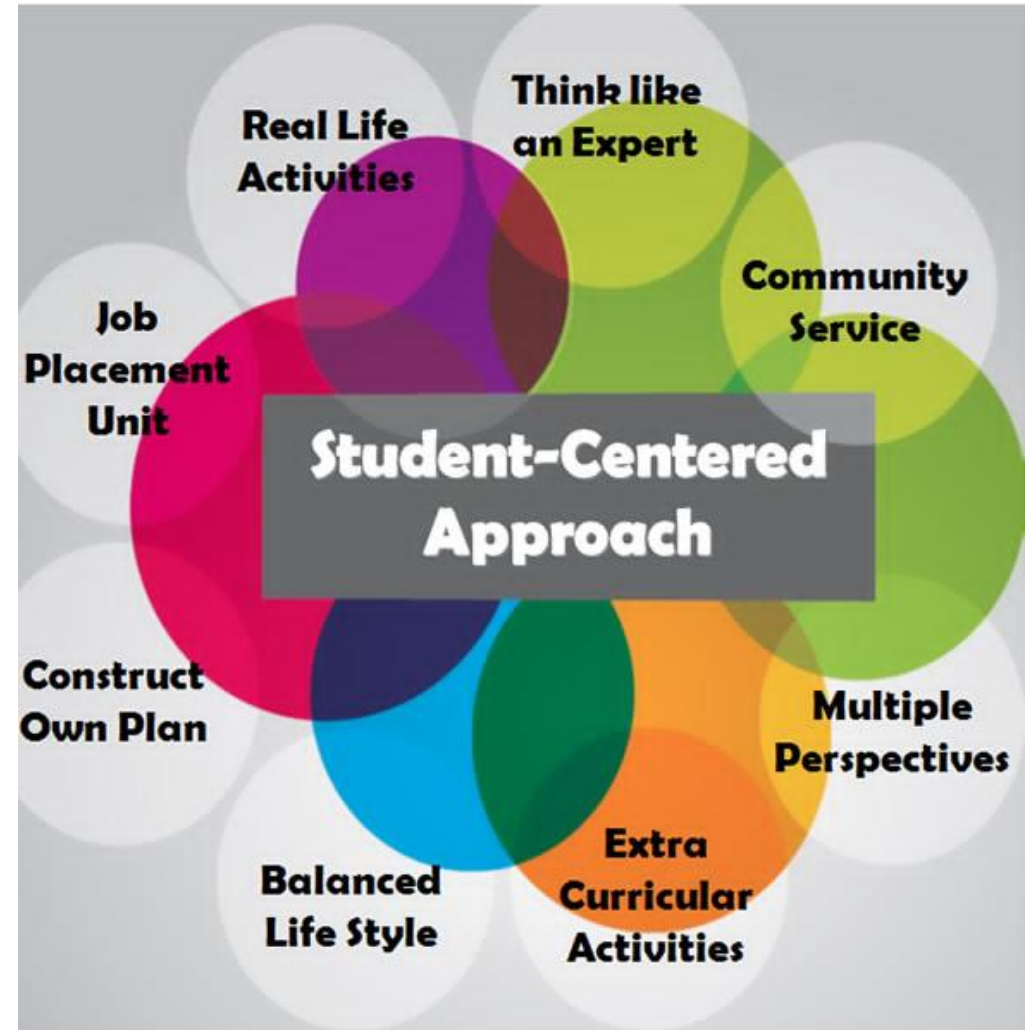 Real Life
Activities
Think like
an Expert
Community
Service
Job
Placement
Unit
Student-Centered
Approach
Construct
Own Plan
Multiple
Perspectives
Balanced
Life Style
Extra
Curricular
Activities